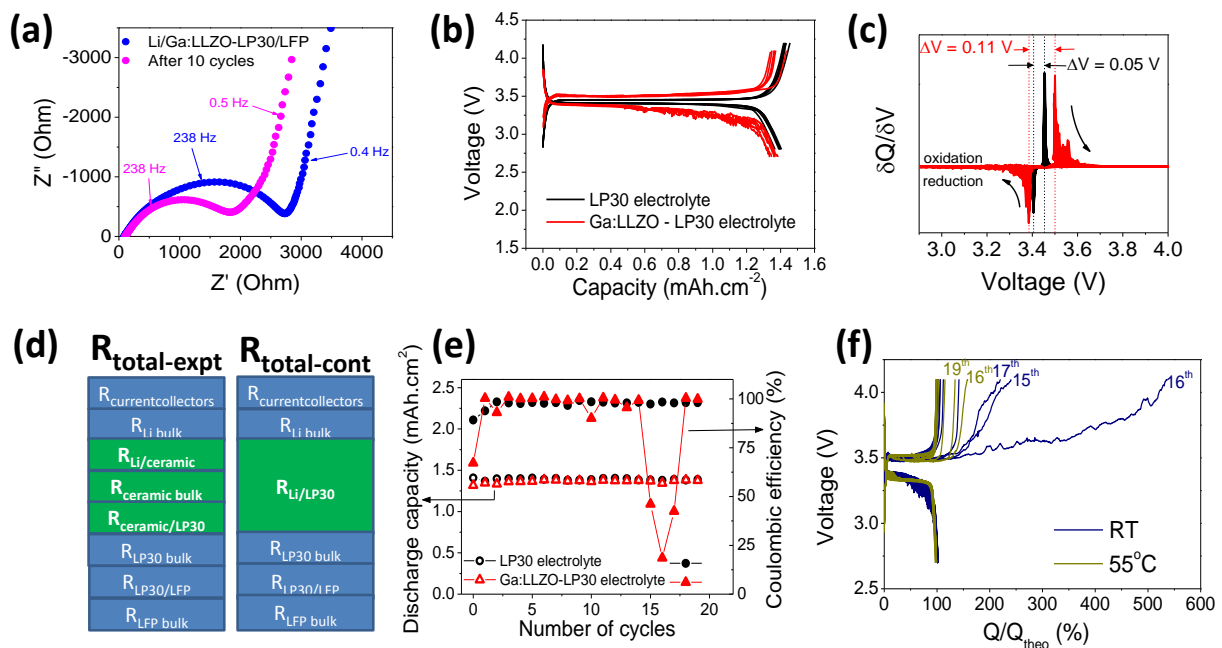 (a)
Li/Ga:LLZO-LP30/LFP
After 10 cycles
-3000
-2000
-1000
0
Z" (Ohm)
0.5 Hz
238 Hz
238 Hz
0.4 Hz
0 1000 2000 3000 4000
Z' (Ohm)
(b)
4.5
4.0
3.5
3.0
2.5
2.0
1.5
Voltage (V)
LP30 electrolyte
Ga:LLZO - LP30 electrolyte
0.0 0.2 0.4 0.6 0.8 1.0 1.2 1.4 1.6
Capacity (mAh.cm⁻²)
(c)
ΔV = 0.11 V
ΔV = 0.05 V
δQ/δV
oxidation
reduction
3.0 3.2 3.4 3.6 3.8 4.0
Voltage (V)
(d)
Rtotal-expt
Rtotal-cont
Rcurrentcollectors
RLi bulk
RLi/ceramic
Rceramic bulk
Rceramic/LP30
RLP30 bulk
RLP30/LFP
RLFP bulk
Rcurrentcollectors
RLi bulk
RLi/LP30
RLP30 bulk
RLP30/LFP
RLFP bulk
(e)
Discharge capacity (mAh.cm²)
2.5
2.0
1.5
1.0
0.5
0.0
LP30 electrolyte
Ga:LLZO-LP30 electrolyte
100
75
50
25
0
Coulombic efficiency (%)
0 5 10 15 20
Number of cycles
(f)
19th
16th
17th
15th
16th
4.0
3.5
3.0
2.5
Voltage (V)
RT
55°C
0 100 200 300 400 500 600
Q/Qtheo (%)